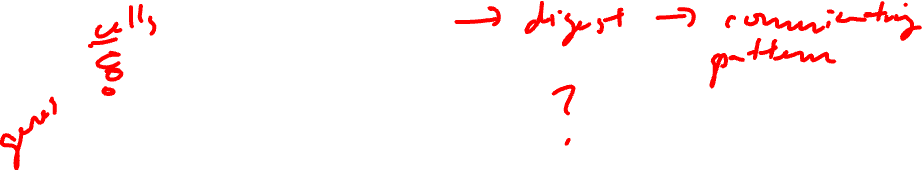 cells
→ digest → communicating
pattern
genes
?